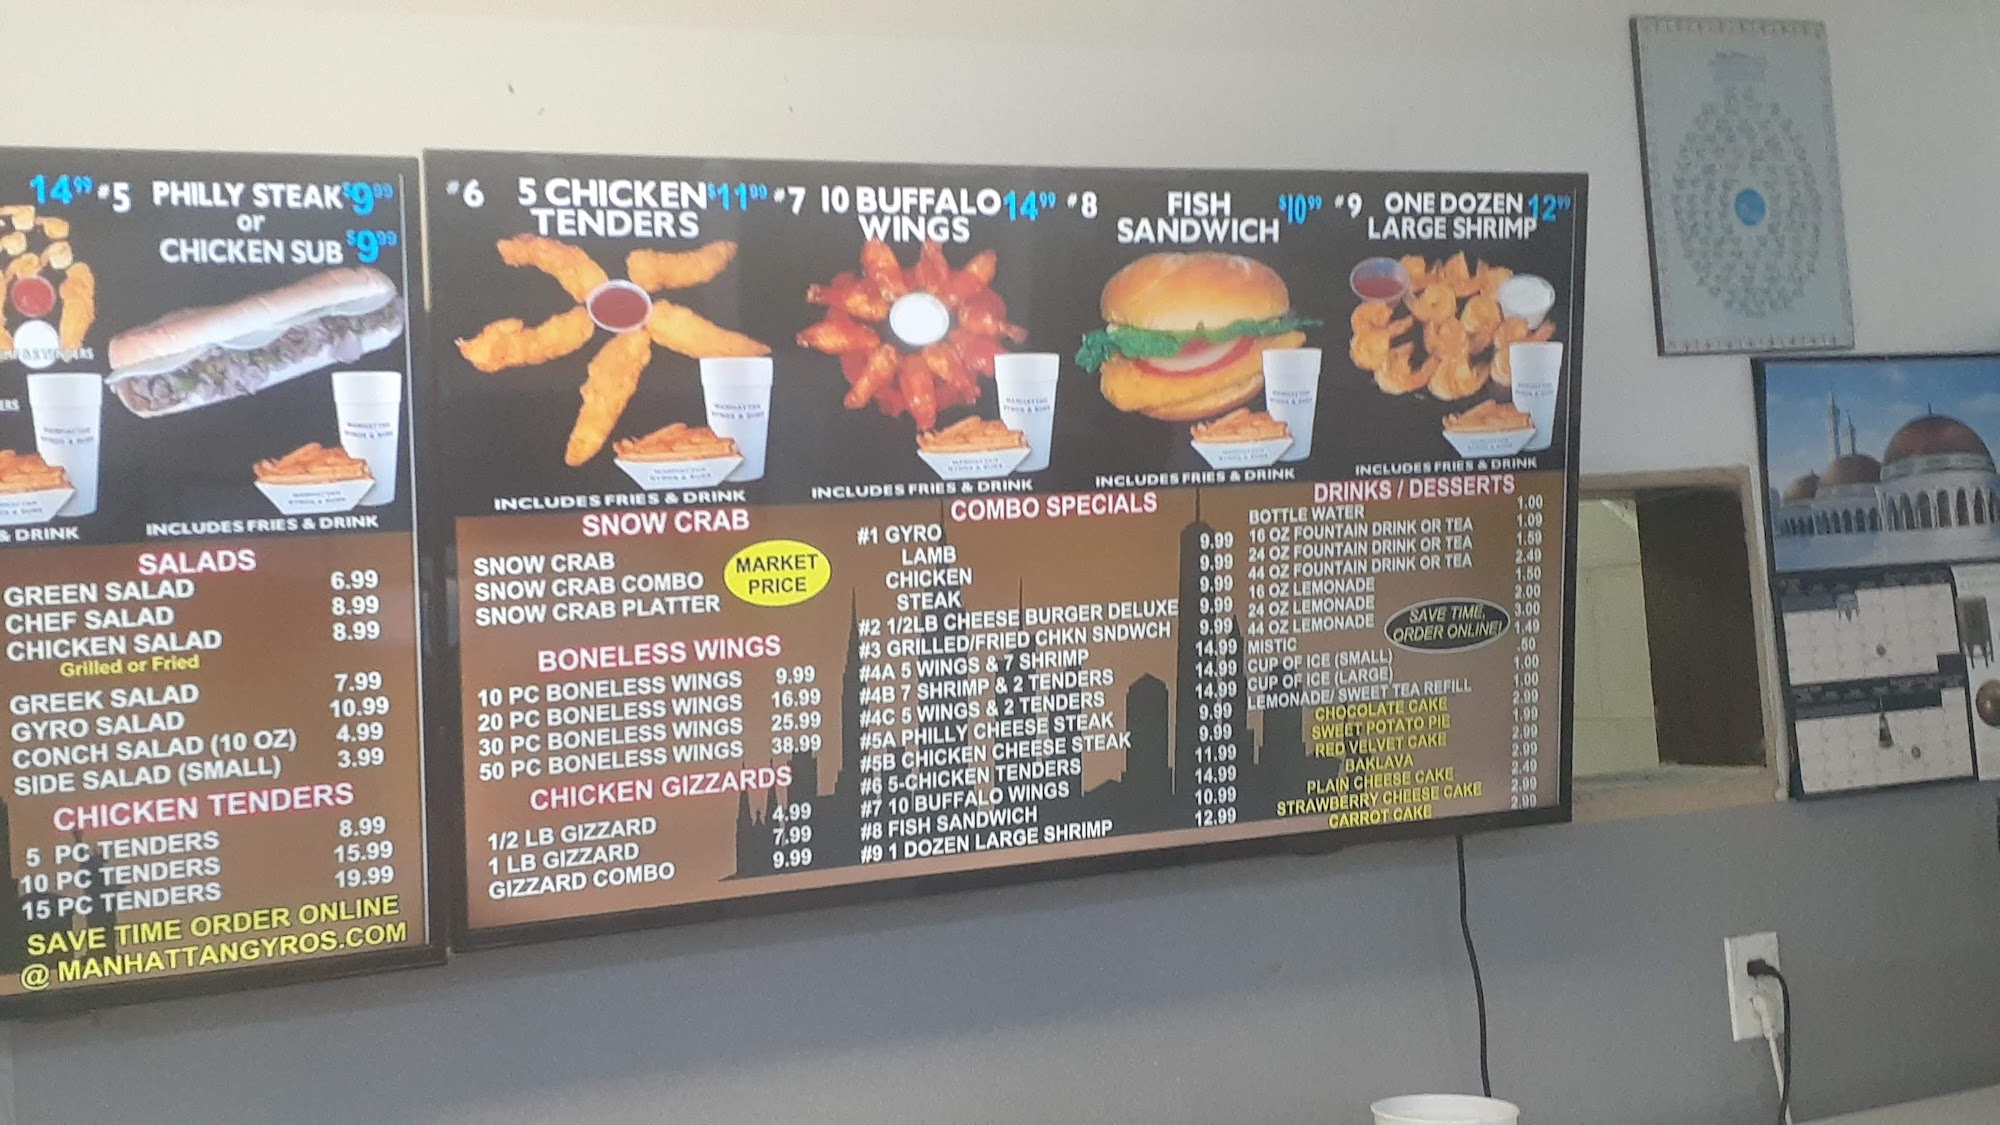 14⁹⁹
#5 PHILLY STEAK $9⁹⁹
or
CHICKEN SUB $9⁹⁹
& DRINK
INCLUDES FRIES & DRINK
SALADS
GREEN SALAD 6.99
CHEF SALAD 8.99
CHICKEN SALAD 8.99
Grilled or Fried
GREEK SALAD 7.99
GYRO SALAD 10.99
CONCH SALAD (10 OZ) 4.99
SIDE SALAD (SMALL) 3.99
CHICKEN TENDERS
5 PC TENDERS 8.99
10 PC TENDERS 15.99
15 PC TENDERS 19.99
SAVE TIME ORDER ONLINE
@ MANHATTANGYROS.COM
#6 5 CHICKEN TENDERS $11⁹⁹
INCLUDES FRIES & DRINK
#7 10 BUFFALO WINGS 14⁹⁹
INCLUDES FRIES & DRINK
#8 FISH SANDWICH $10⁹⁹
INCLUDES FRIES & DRINK
#9 ONE DOZEN LARGE SHRIMP 12⁹⁹
INCLUDES FRIES & DRINK
SNOW CRAB
SNOW CRAB
SNOW CRAB COMBO
SNOW CRAB PLATTER
MARKET
PRICE
BONELESS WINGS
10 PC BONELESS WINGS 9.99
20 PC BONELESS WINGS 16.99
30 PC BONELESS WINGS 25.99
50 PC BONELESS WINGS 38.99
CHICKEN GIZZARDS
1/2 LB GIZZARD 4.99
1 LB GIZZARD 7.99
GIZZARD COMBO 9.99
COMBO SPECIALS
#1 GYRO
LAMB 9.99
CHICKEN 9.99
STEAK 9.99
#2 1/2LB CHEESE BURGER DELUXE 9.99
#3 GRILLED/FRIED CHKN SNDWCH 9.99
#4A 5 WINGS & 7 SHRIMP 14.99
#4B 7 SHRIMP & 2 TENDERS 14.99
#4C 5 WINGS & 2 TENDERS 14.99
#5A PHILLY CHEESE STEAK 9.99
#5B CHICKEN CHEESE STEAK 9.99
#6 5-CHICKEN TENDERS 11.99
#7 10 BUFFALO WINGS 14.99
#8 FISH SANDWICH 10.99
#9 1 DOZEN LARGE SHRIMP 12.99
DRINKS / DESSERTS
BOTTLE WATER 1.00
16 OZ FOUNTAIN DRINK OR TEA 1.09
24 OZ FOUNTAIN DRINK OR TEA 1.59
44 OZ FOUNTAIN DRINK OR TEA 2.49
16 OZ LEMONADE 1.50
24 OZ LEMONADE 2.00
44 OZ LEMONADE 3.00
MISTIC 1.49
CUP OF ICE (SMALL) .50
CUP OF ICE (LARGE) 1.00
LEMONADE/ SWEET TEA REFILL 1.00
CHOCOLATE CAKE 2.99
SWEET POTATO PIE 1.99
RED VELVET CAKE 2.99
BAKLAVA 2.99
PLAIN CHEESE CAKE 2.49
STRAWBERRY CHEESE CAKE 2.99
CARROT CAKE 2.99
SAVE TIME,
ORDER ONLINE!